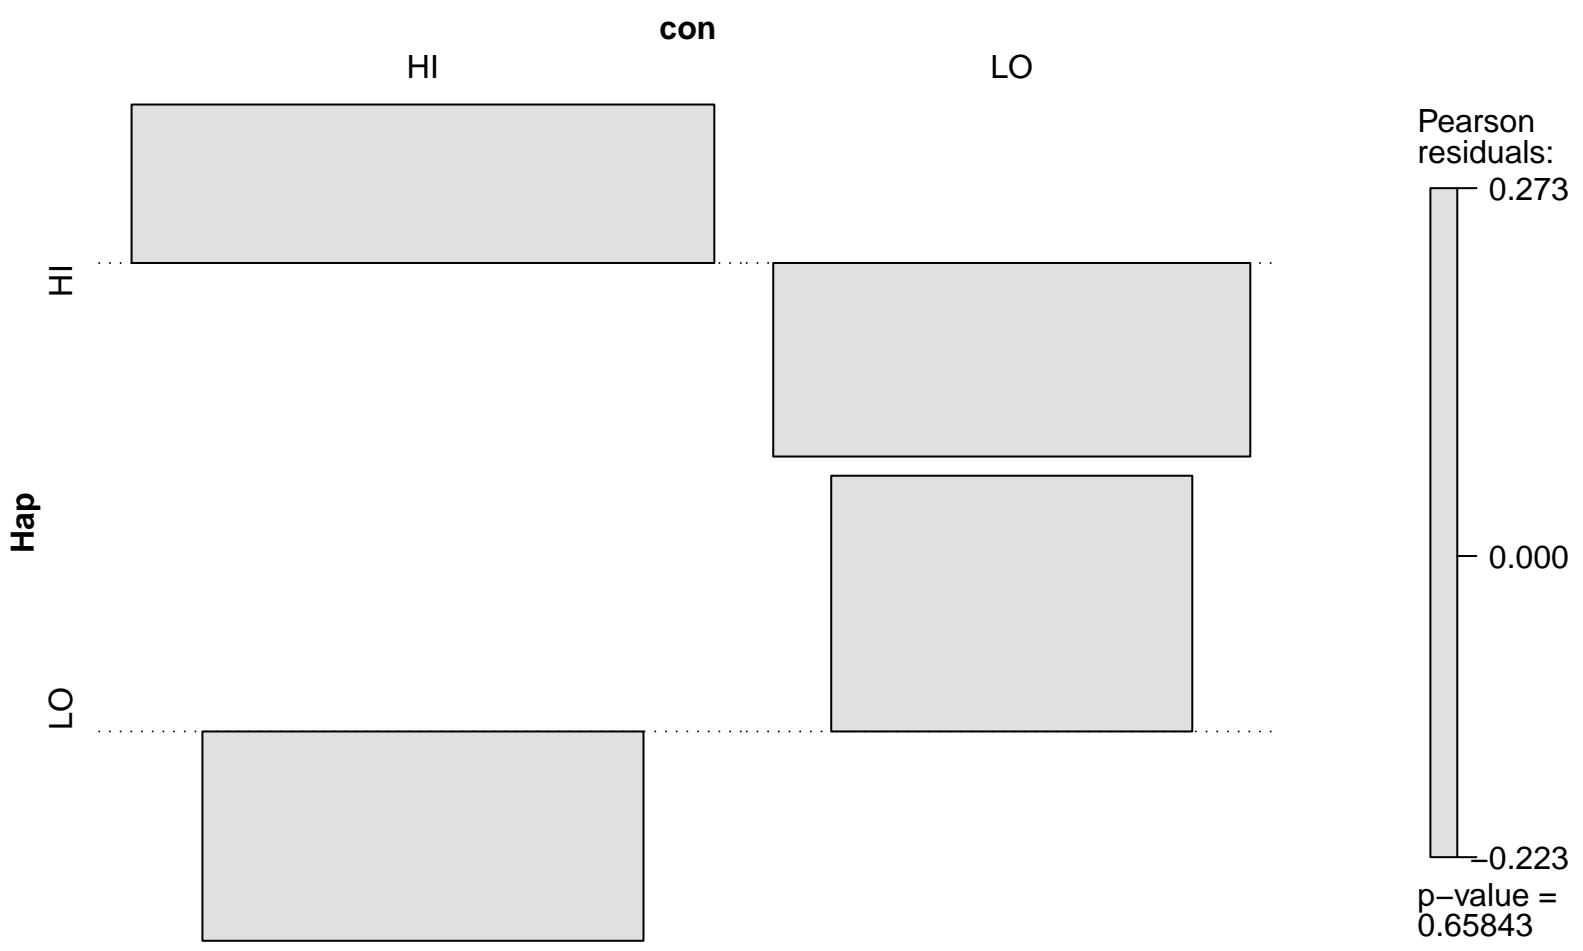 con
HI
LO
Hap
HI
LO
Pearson
residuals:
0.273
0.000
−0.223
p−value =
0.65843